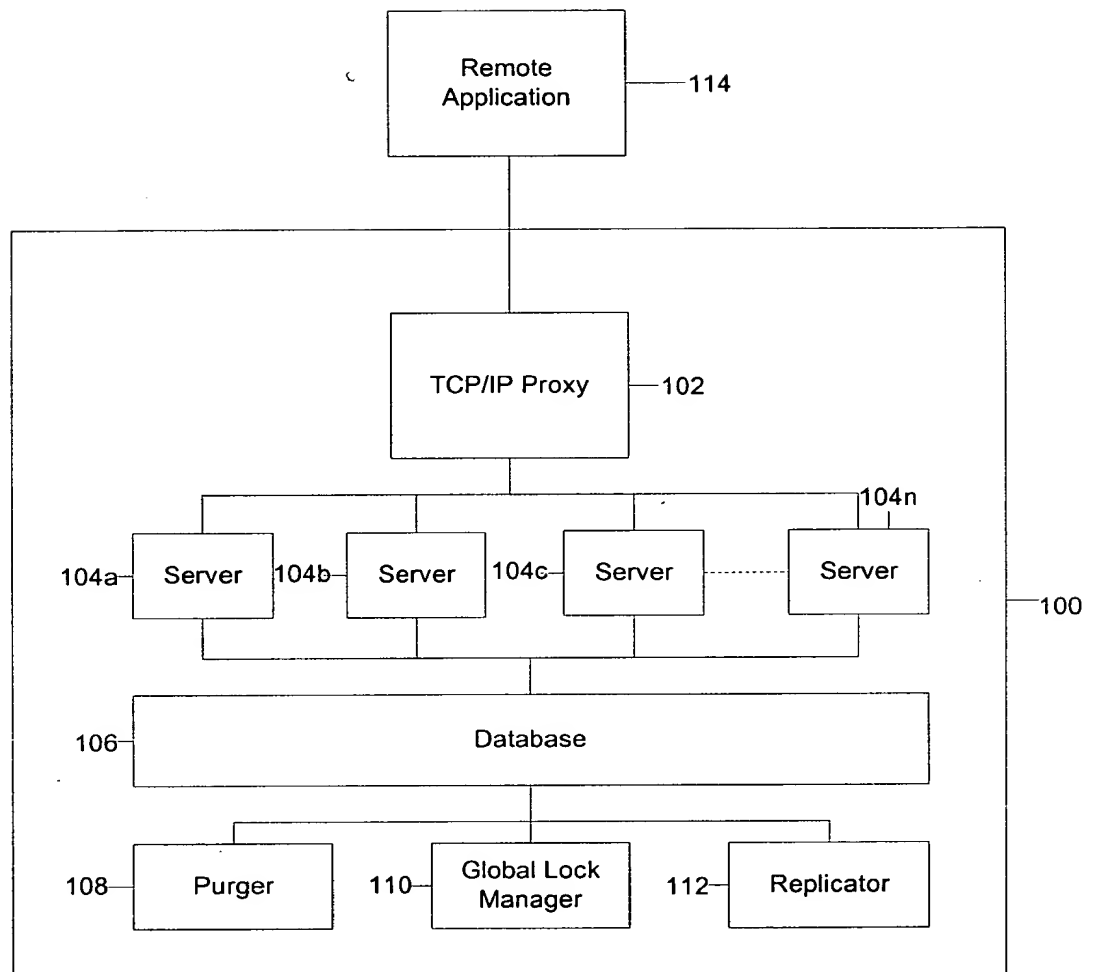 Remote
Application
114
TCP/IP Proxy
102
104n
104a
Server
104b
Server
104c
Server
Server
100
106
Database
108
Purger
110
Global Lock
Manager
112
Replicator